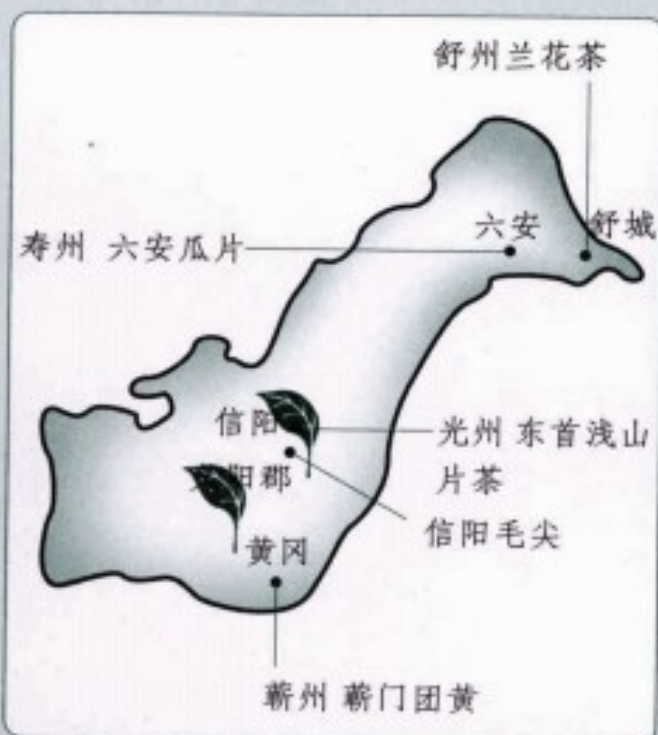 舒州兰花茶
六安
舒城
寿州 六安瓜片
信阳
光州 东首浅山
片茶
阳郡
信阳毛尖
黄冈
蕲州 蕲门团黄